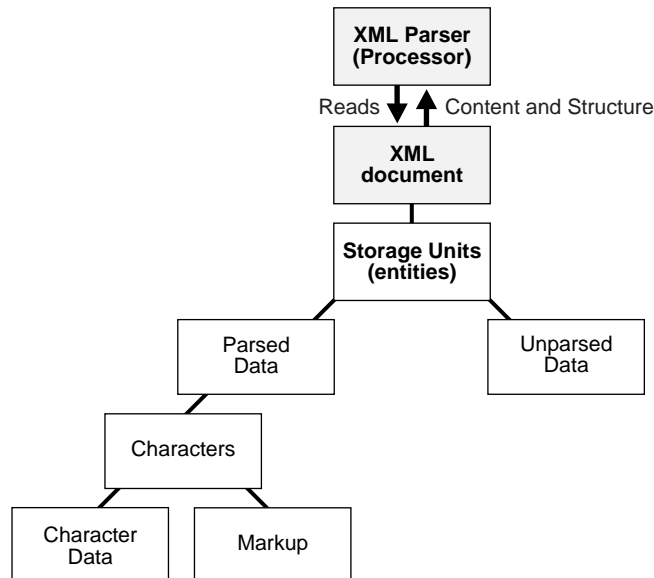 XML Parser
(Processor)
Reads
Content and Structure
XML
document
Storage Units
(entities)
Parsed
Data
Unparsed
Data
Characters
Character
Data
Markup